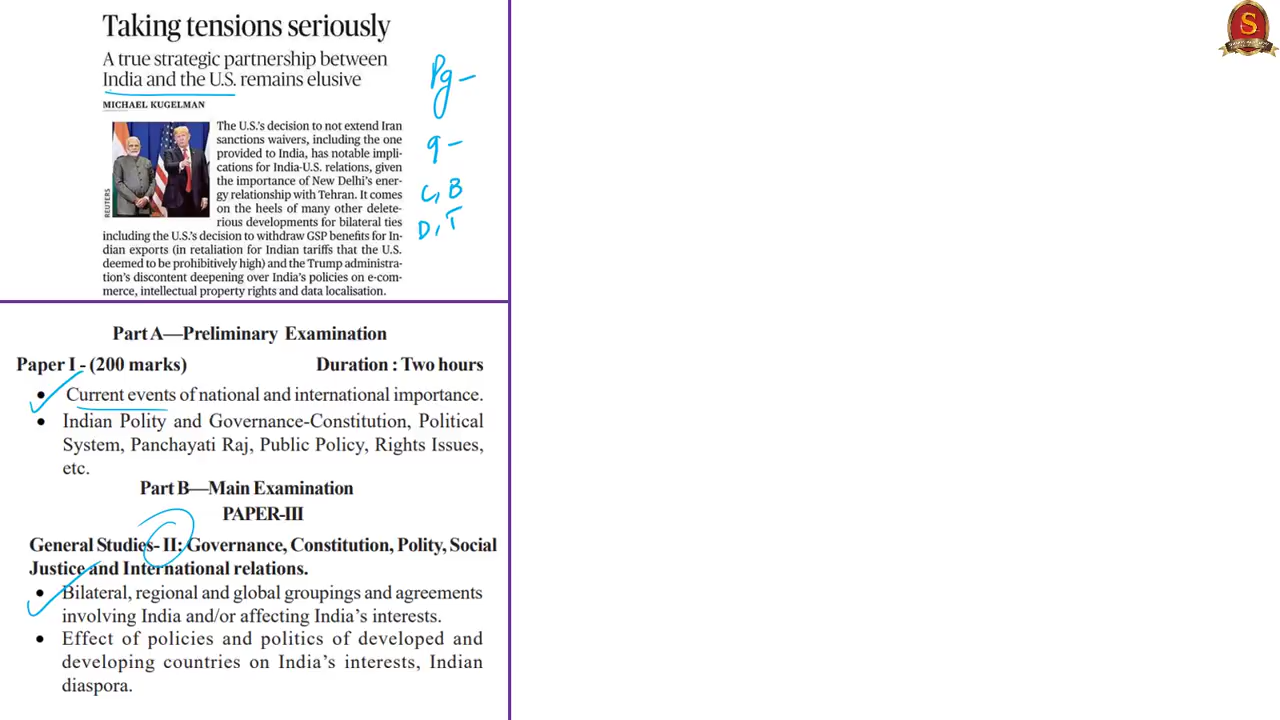 Taking tensions seriously
A true strategic partnership between
India and the U.S. remains elusive
MICHAEL KUGELMAN
REUTERS
The U.S.'s decision to not extend Iran
sanctions waivers, including the one
provided to India, has notable impli-
cations for India-U.S. relations, given
the importance of New Delhi's ener-
gy relationship with Tehran. It comes
on the heels of many other delete-
rious developments for bilateral ties
including the U.S.'s decision to withdraw GSP benefits for In-
dian exports (in retaliation for Indian tariffs that the U.S.
deemed to be prohibitively high) and the Trump administra-
tion's discontent deepening over India's policies on e-com-
merce, intellectual property rights and data localisation.
Pg-
9-
C, B
D, T
Part A—Preliminary Examination
Paper I - (200 marks) Duration : Two hours
• Current events of national and international importance.
• Indian Polity and Governance-Constitution, Political
System, Panchayati Raj, Public Policy, Rights Issues,
etc.
Part B—Main Examination
PAPER-III
General Studies- II: Governance, Constitution, Polity, Social
Justice and International relations.
• Bilateral, regional and global groupings and agreements
involving India and/or affecting India's interests.
• Effect of policies and politics of developed and
developing countries on India's interests, Indian
diaspora.
S